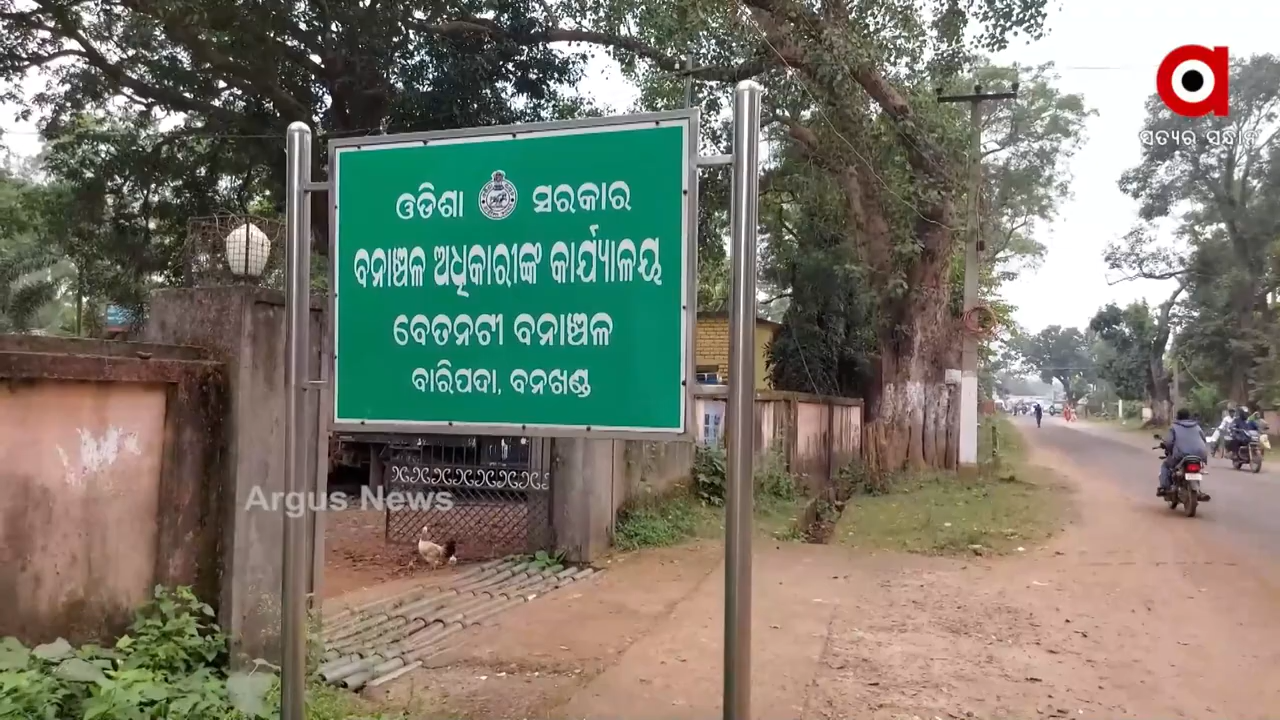 ସତ୍ୟର ସନ୍ଧାନ
ଓଡିଶା ସରକାର
ବନାଞ୍ଚଳ ଅଧିକାରୀଙ୍କ କାର୍ଯ୍ୟାଳୟ
ବେତନଟୀ ବନାଞ୍ଚଳ
ବାରିପଦା, ବନଖଣ୍ଡ
Argus News